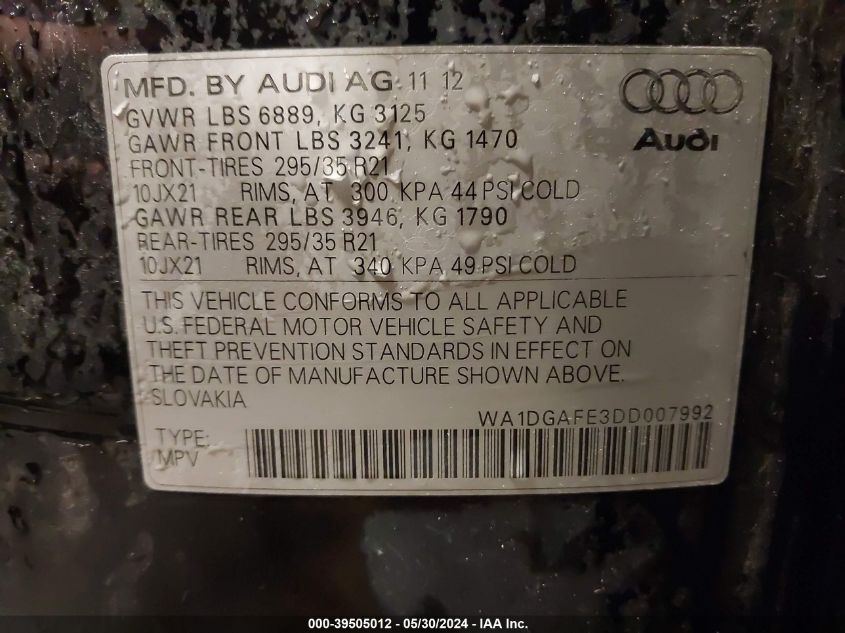 MFD. BY AUDI AG 11 12
GVWR LBS 6889, KG 3125
GAWR FRONT LBS 3241, KG 1470
FRONT-TIRES 295/35 R21
10JX21 RIMS, AT 300 KPA 44 PSI COLD
GAWR REAR LBS 3946, KG 1790
REAR-TIRES 295/35 R21
10JX21 RIMS, AT 340 KPA 49 PSI COLD
Audi
THIS VEHICLE CONFORMS TO ALL APPLICABLE
U.S. FEDERAL MOTOR VEHICLE SAFETY AND
THEFT PREVENTION STANDARDS IN EFFECT ON
THE DATE OF MANUFACTURE SHOWN ABOVE.
SLOVAKIA
WA1DGAFE3DD007992
TYPE:
MPV
000-39505012 - 05/30/2024 - IAA Inc.